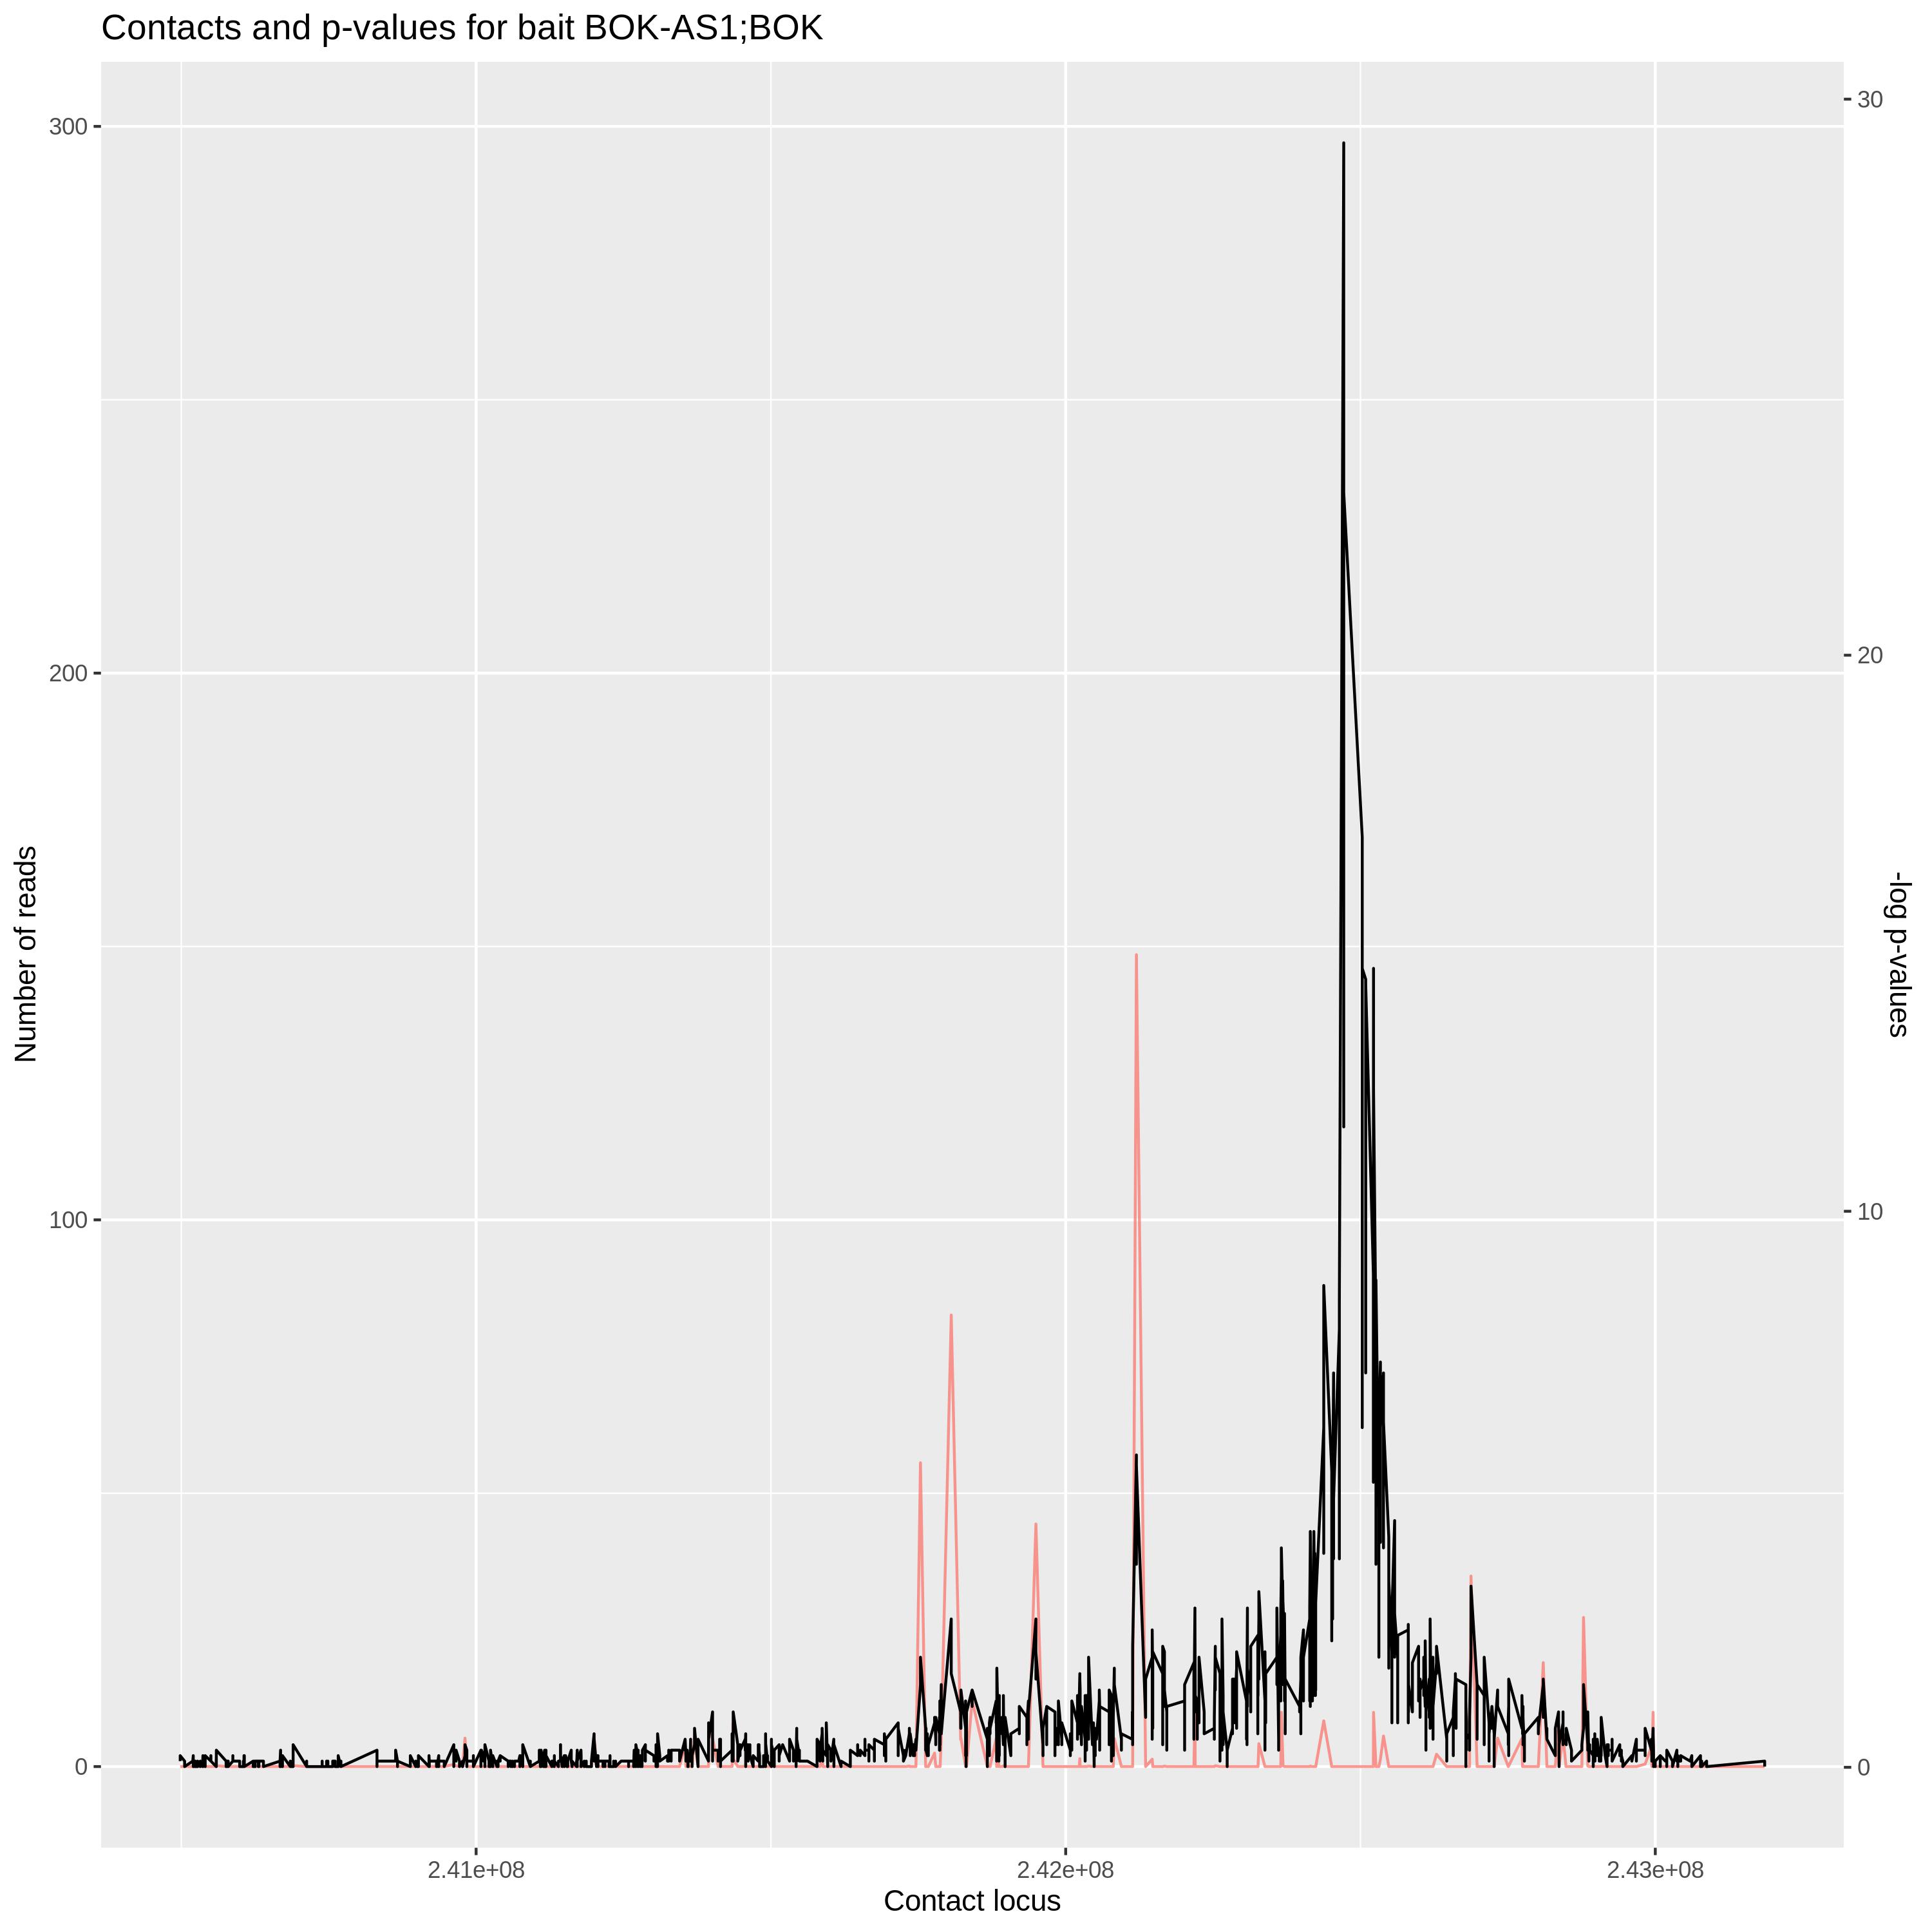 Contacts and p-values for bait BOK-AS1;BOK
300
200
100
0
Number of reads
30
20
10
0
-log p-values
2.41e+08
2.42e+08
2.43e+08
Contact locus